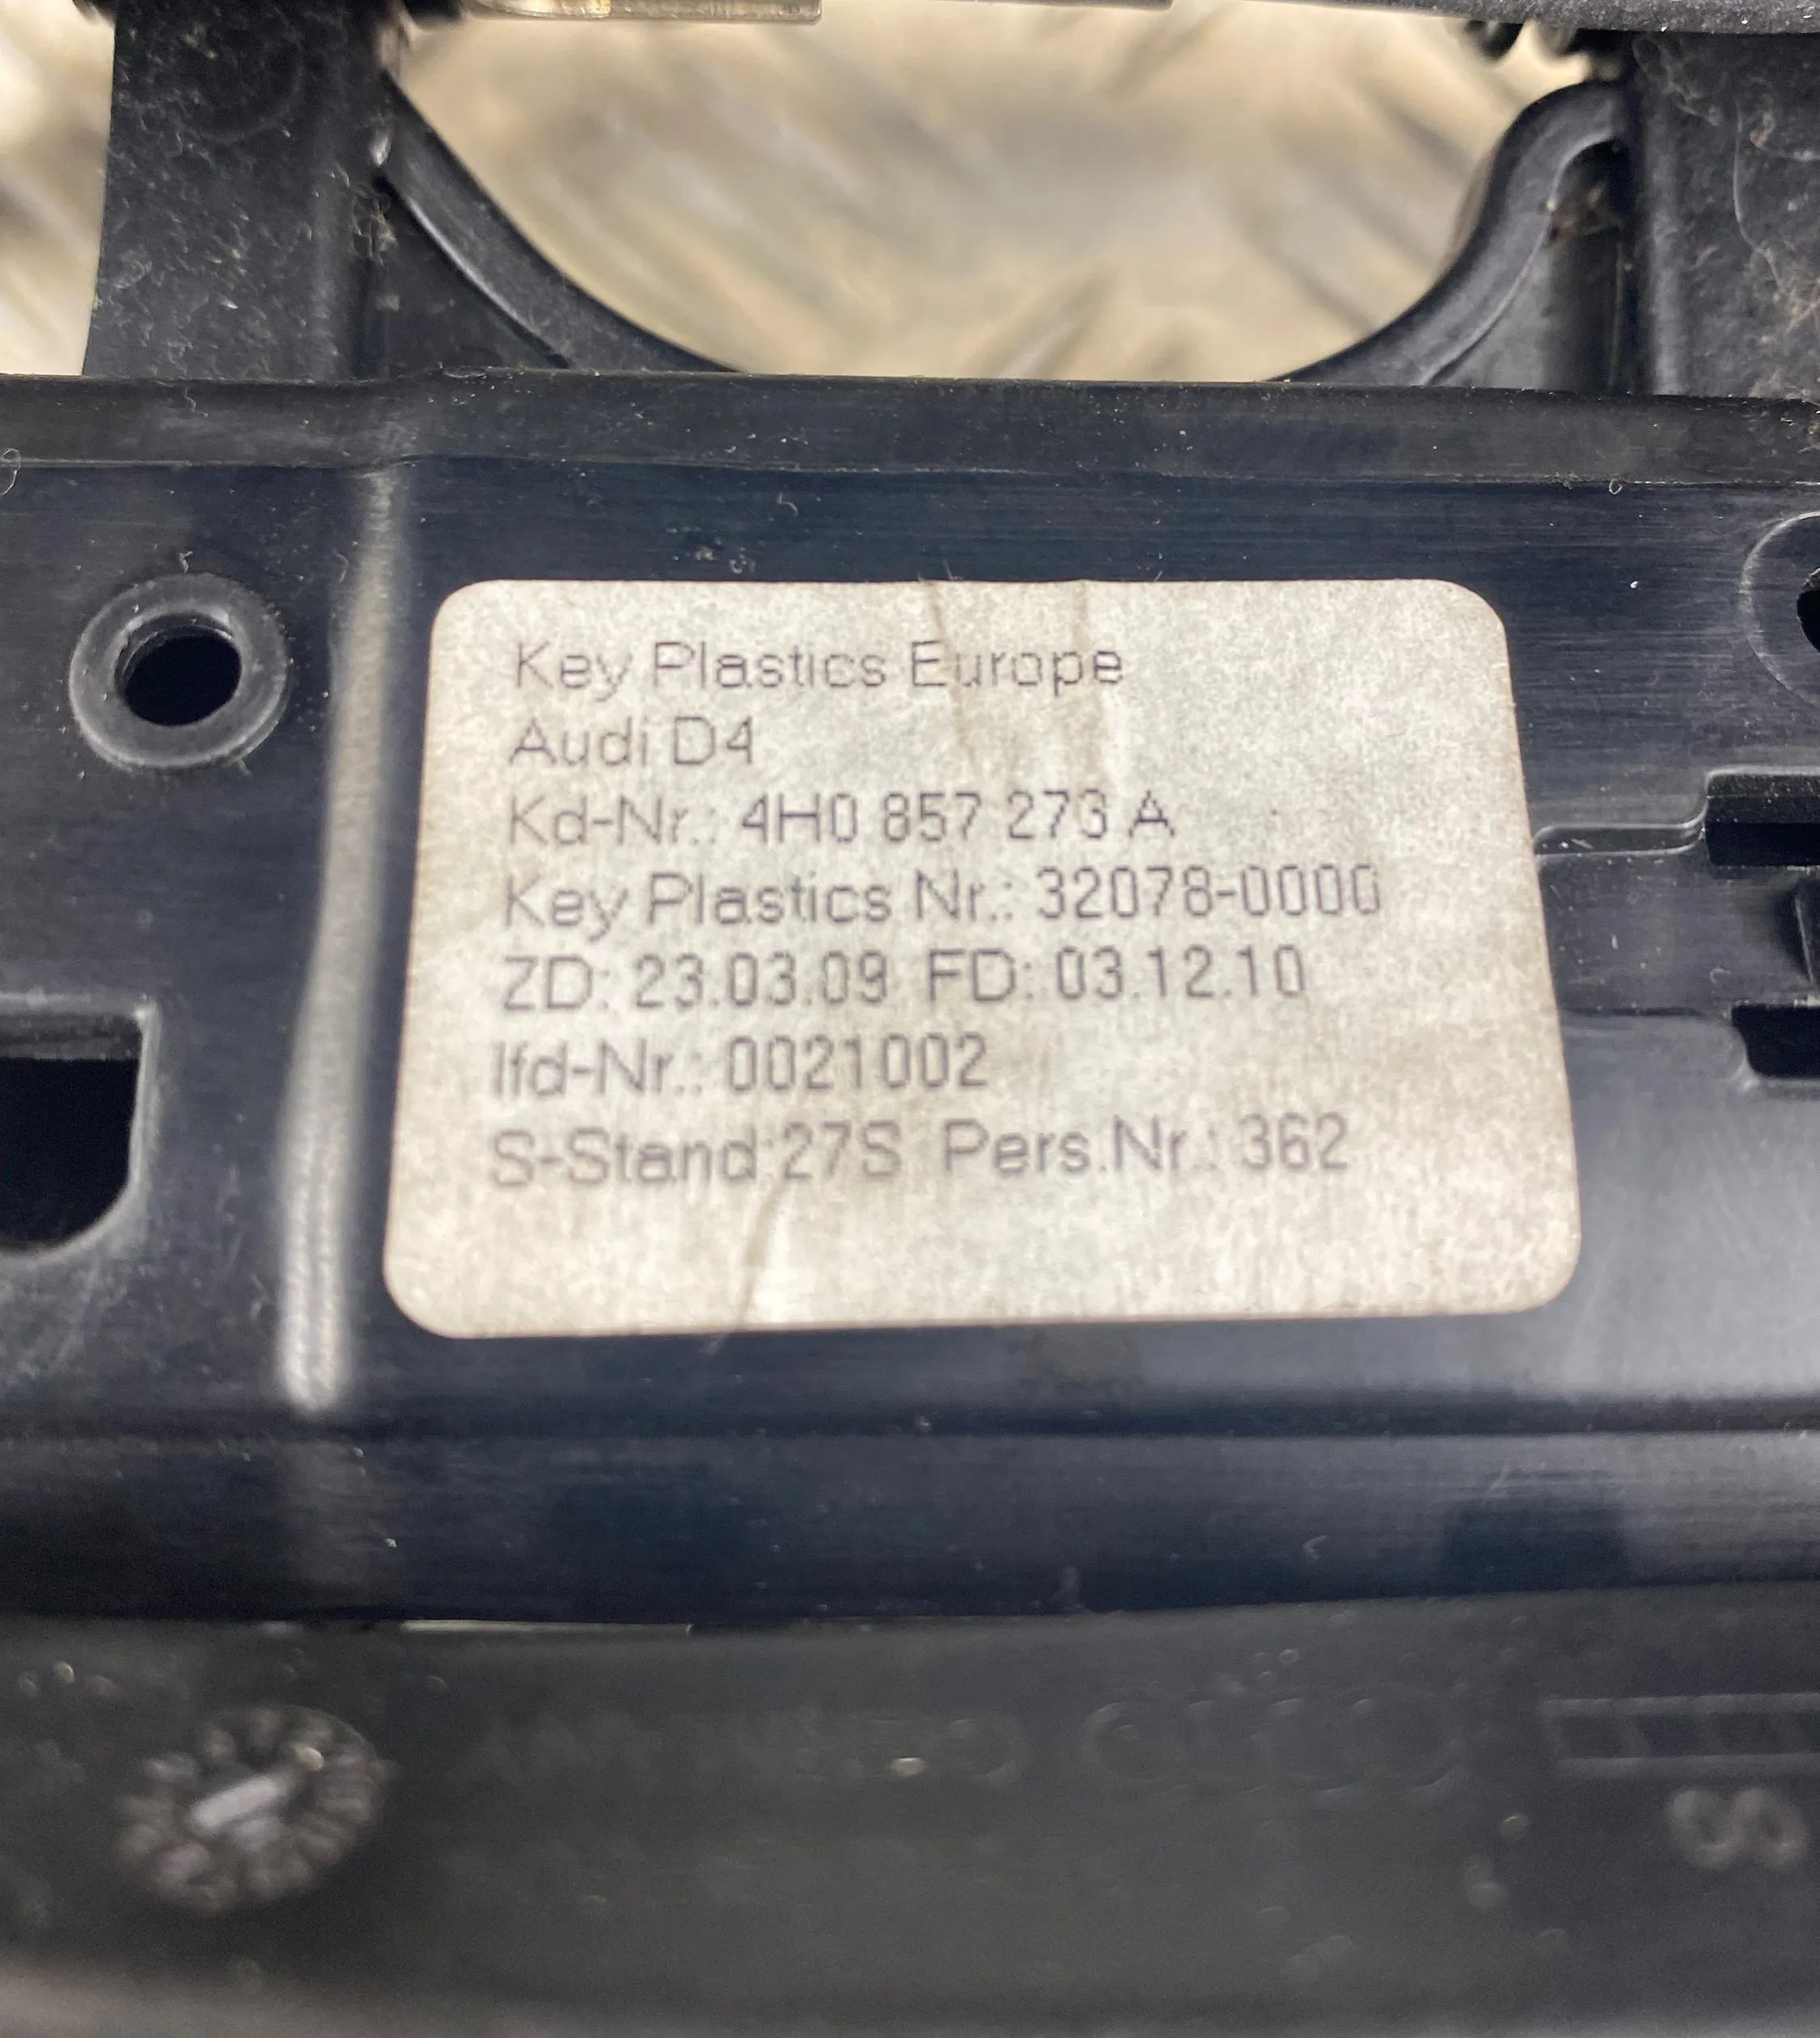 Key Plastics Europe
Audi D4
Kd-Nr.: 4H0 857 273 A
Key Plastics Nr.: 32078-0000
ZD: 23.03.09 FD: 03.12.10
lfd-Nr.: 0021002
S-Stand:27S Pers.Nr.: 362